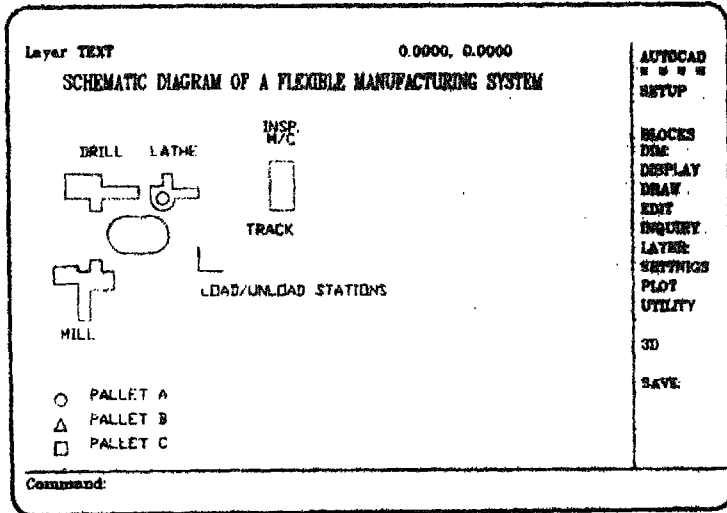 Layer TEXT 0.0000, 0.0000
SCHEMATIC DIAGRAM OF A FLEXIBLE MANUFACTURING SYSTEM
INSP.
M/C
DRILL LATHE
TRACK
LOAD/UNLOAD STATIONS
MILL
PALLET A
PALLET B
PALLET C
Command:
AUTOCAD
* * * *
SETUP
BLOCKS
DIM:
DISPLAY
DRAW
EDIT
INQUIRY
LAYER:
SETTNIGS
PLOT
UTILITY
3D
SAVE: